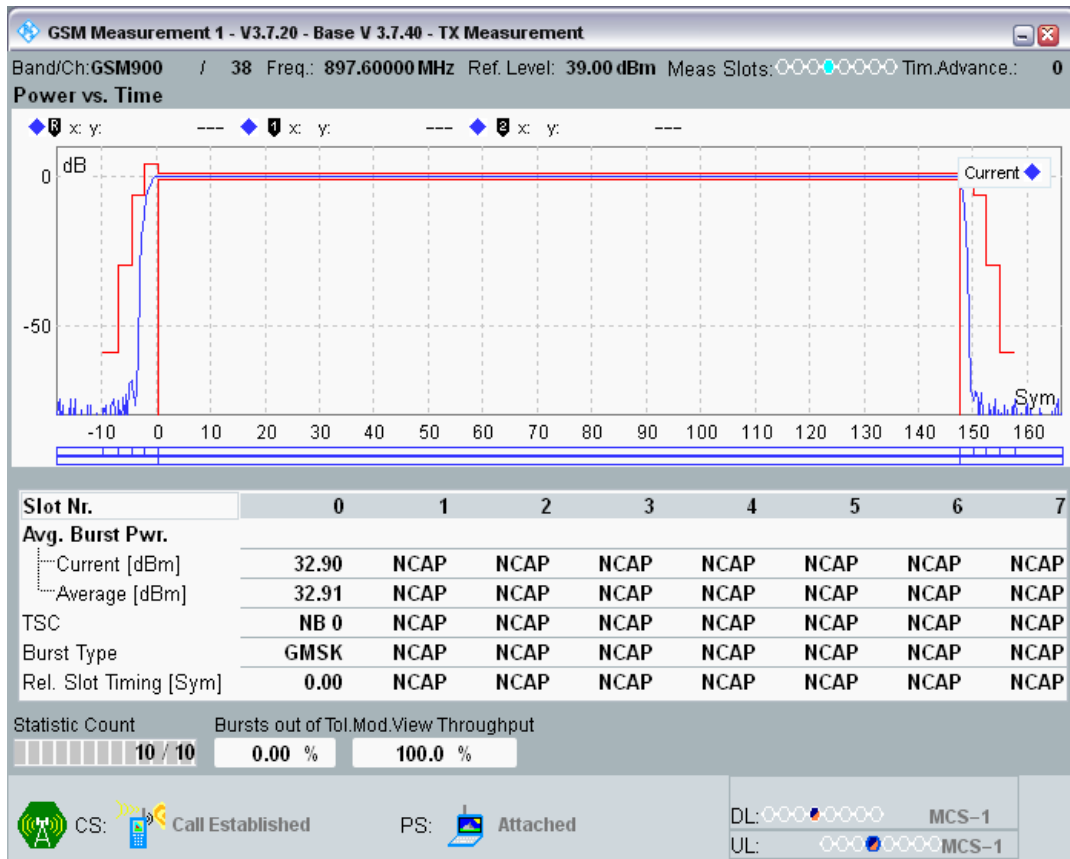 GSM Measurement 1 - V3.7.20 - Base V 3.7.40 - TX Measurement
Band/Ch:GSM900 / 38 Freq.: 897.60000 MHz Ref. Level: 39.00 dBm Meas Slots: Tim.Advance.: 0
Power vs. Time
R x: y: --- 1 x: y: --- 2 x: y: ---
dB
Current
0
-50
Sym
-10 0 10 20 30 40 50 60 70 80 90 100 110 120 130 140 150 160
Slot Nr. 0 1 2 3 4 5 6 7
Avg. Burst Pwr.
Current [dBm] 32.90 NCAP NCAP NCAP NCAP NCAP NCAP NCAP
Average [dBm] 32.91 NCAP NCAP NCAP NCAP NCAP NCAP NCAP
TSC NB 0 NCAP NCAP NCAP NCAP NCAP NCAP NCAP
Burst Type GMSK NCAP NCAP NCAP NCAP NCAP NCAP NCAP
Rel. Slot Timing [Sym] 0.00 NCAP NCAP NCAP NCAP NCAP NCAP NCAP
Statistic Count Bursts out of Tol.Mod.View Throughput
10 / 10 0.00 % 100.0 %
CS: Call Established PS: Attached
DL: MCS-1
UL: MCS-1